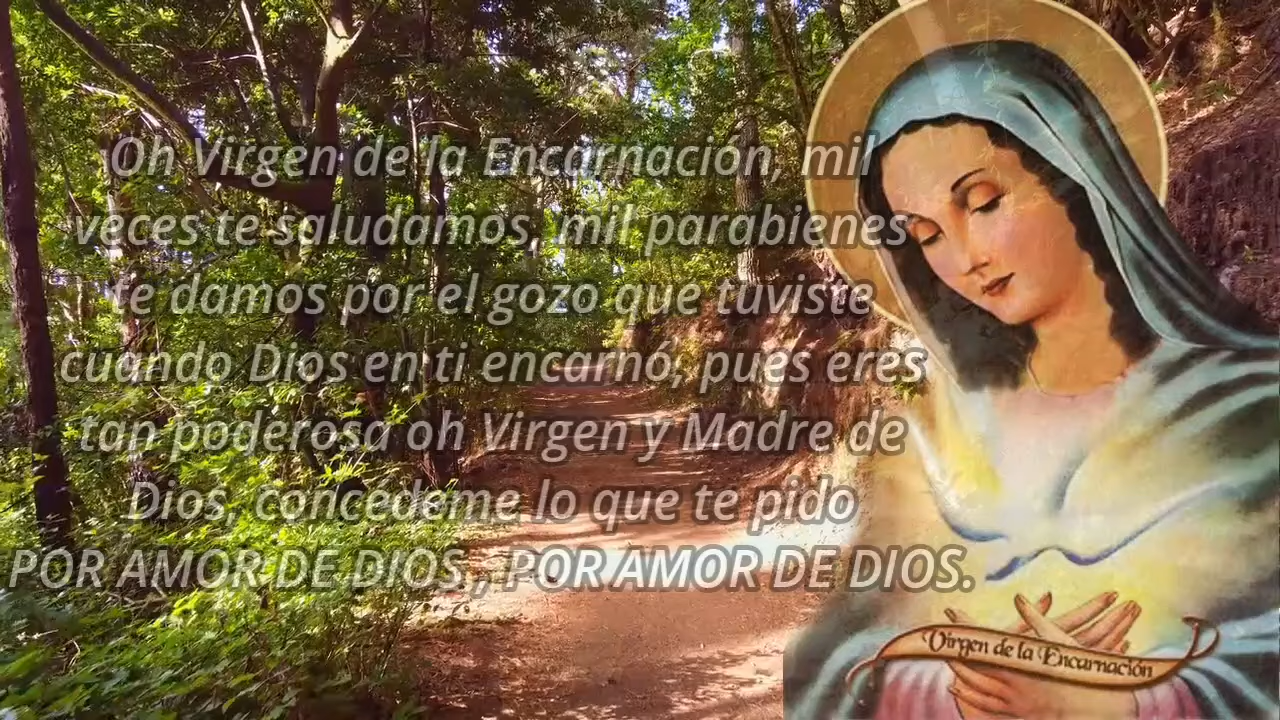 Oh Virgen de la Encarnación, mil
veces te saludamos, mil parabienes
te damos por el gozo que tuviste
cuando Dios en ti encarnó, pues eres
tan poderosa oh Virgen y Madre de
Dios, concédeme lo que te pido
POR AMOR DE DIOS,, POR AMOR DE DIOS.
Virgen de la Encarnación